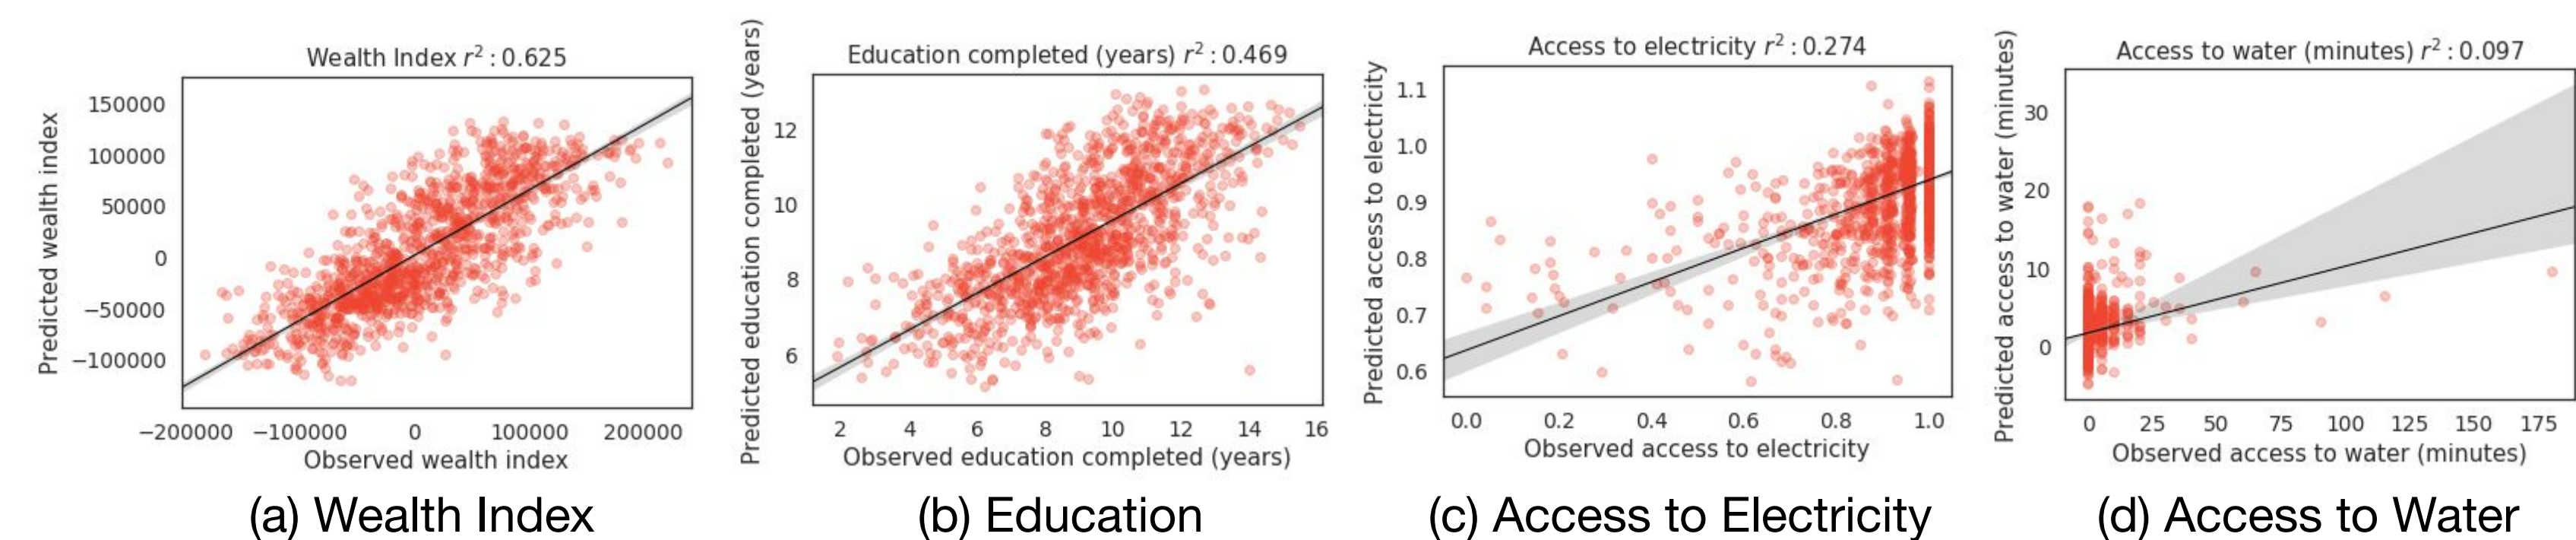 Wealth Index r² : 0.625
Predicted wealth index
150000
100000
50000
0
−50000
−100000
−200000 −100000 0 100000 200000
Observed wealth index
(a) Wealth Index
Education completed (years) r² : 0.469
Predicted education completed (years)
12
10
8
6
2 4 6 8 10 12 14 16
Observed education completed (years)
(b) Education
Access to electricity r² : 0.274
Predicted access to electricity
1.1
1.0
0.9
0.8
0.7
0.6
0.0 0.2 0.4 0.6 0.8 1.0
Observed access to electricity
(c) Access to Electricity
Access to water (minutes) r² : 0.097
Predicted access to water (minutes)
30
20
10
0
0 25 50 75 100 125 150 175
Observed access to water (minutes)
(d) Access to Water